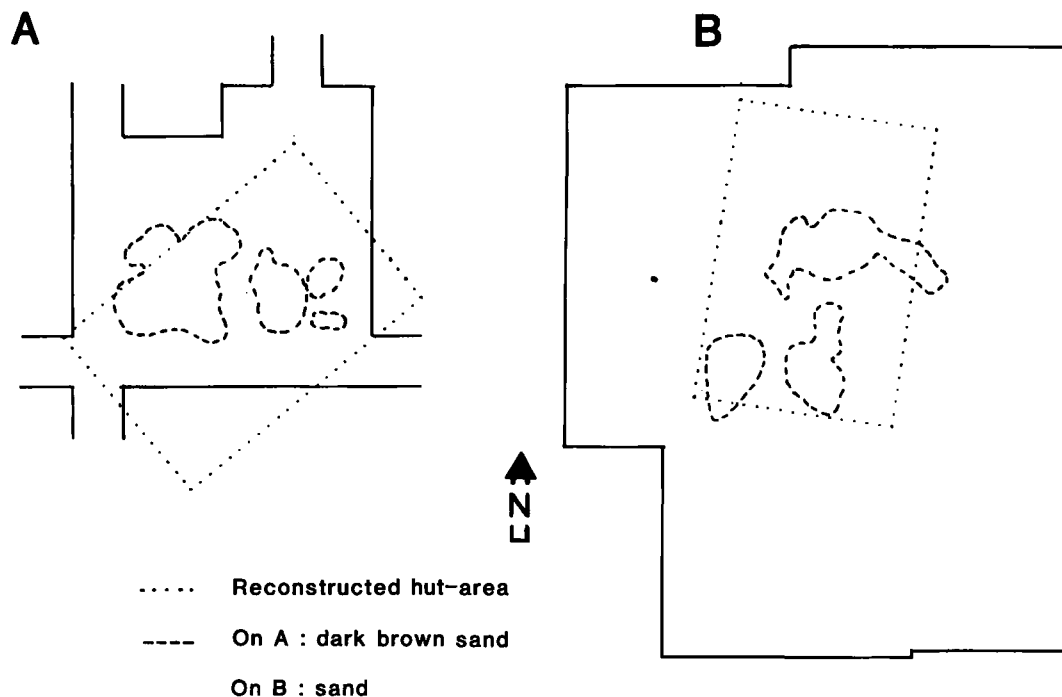 A
B
N
Reconstructed hut-area
On A : dark brown sand
On B : sand